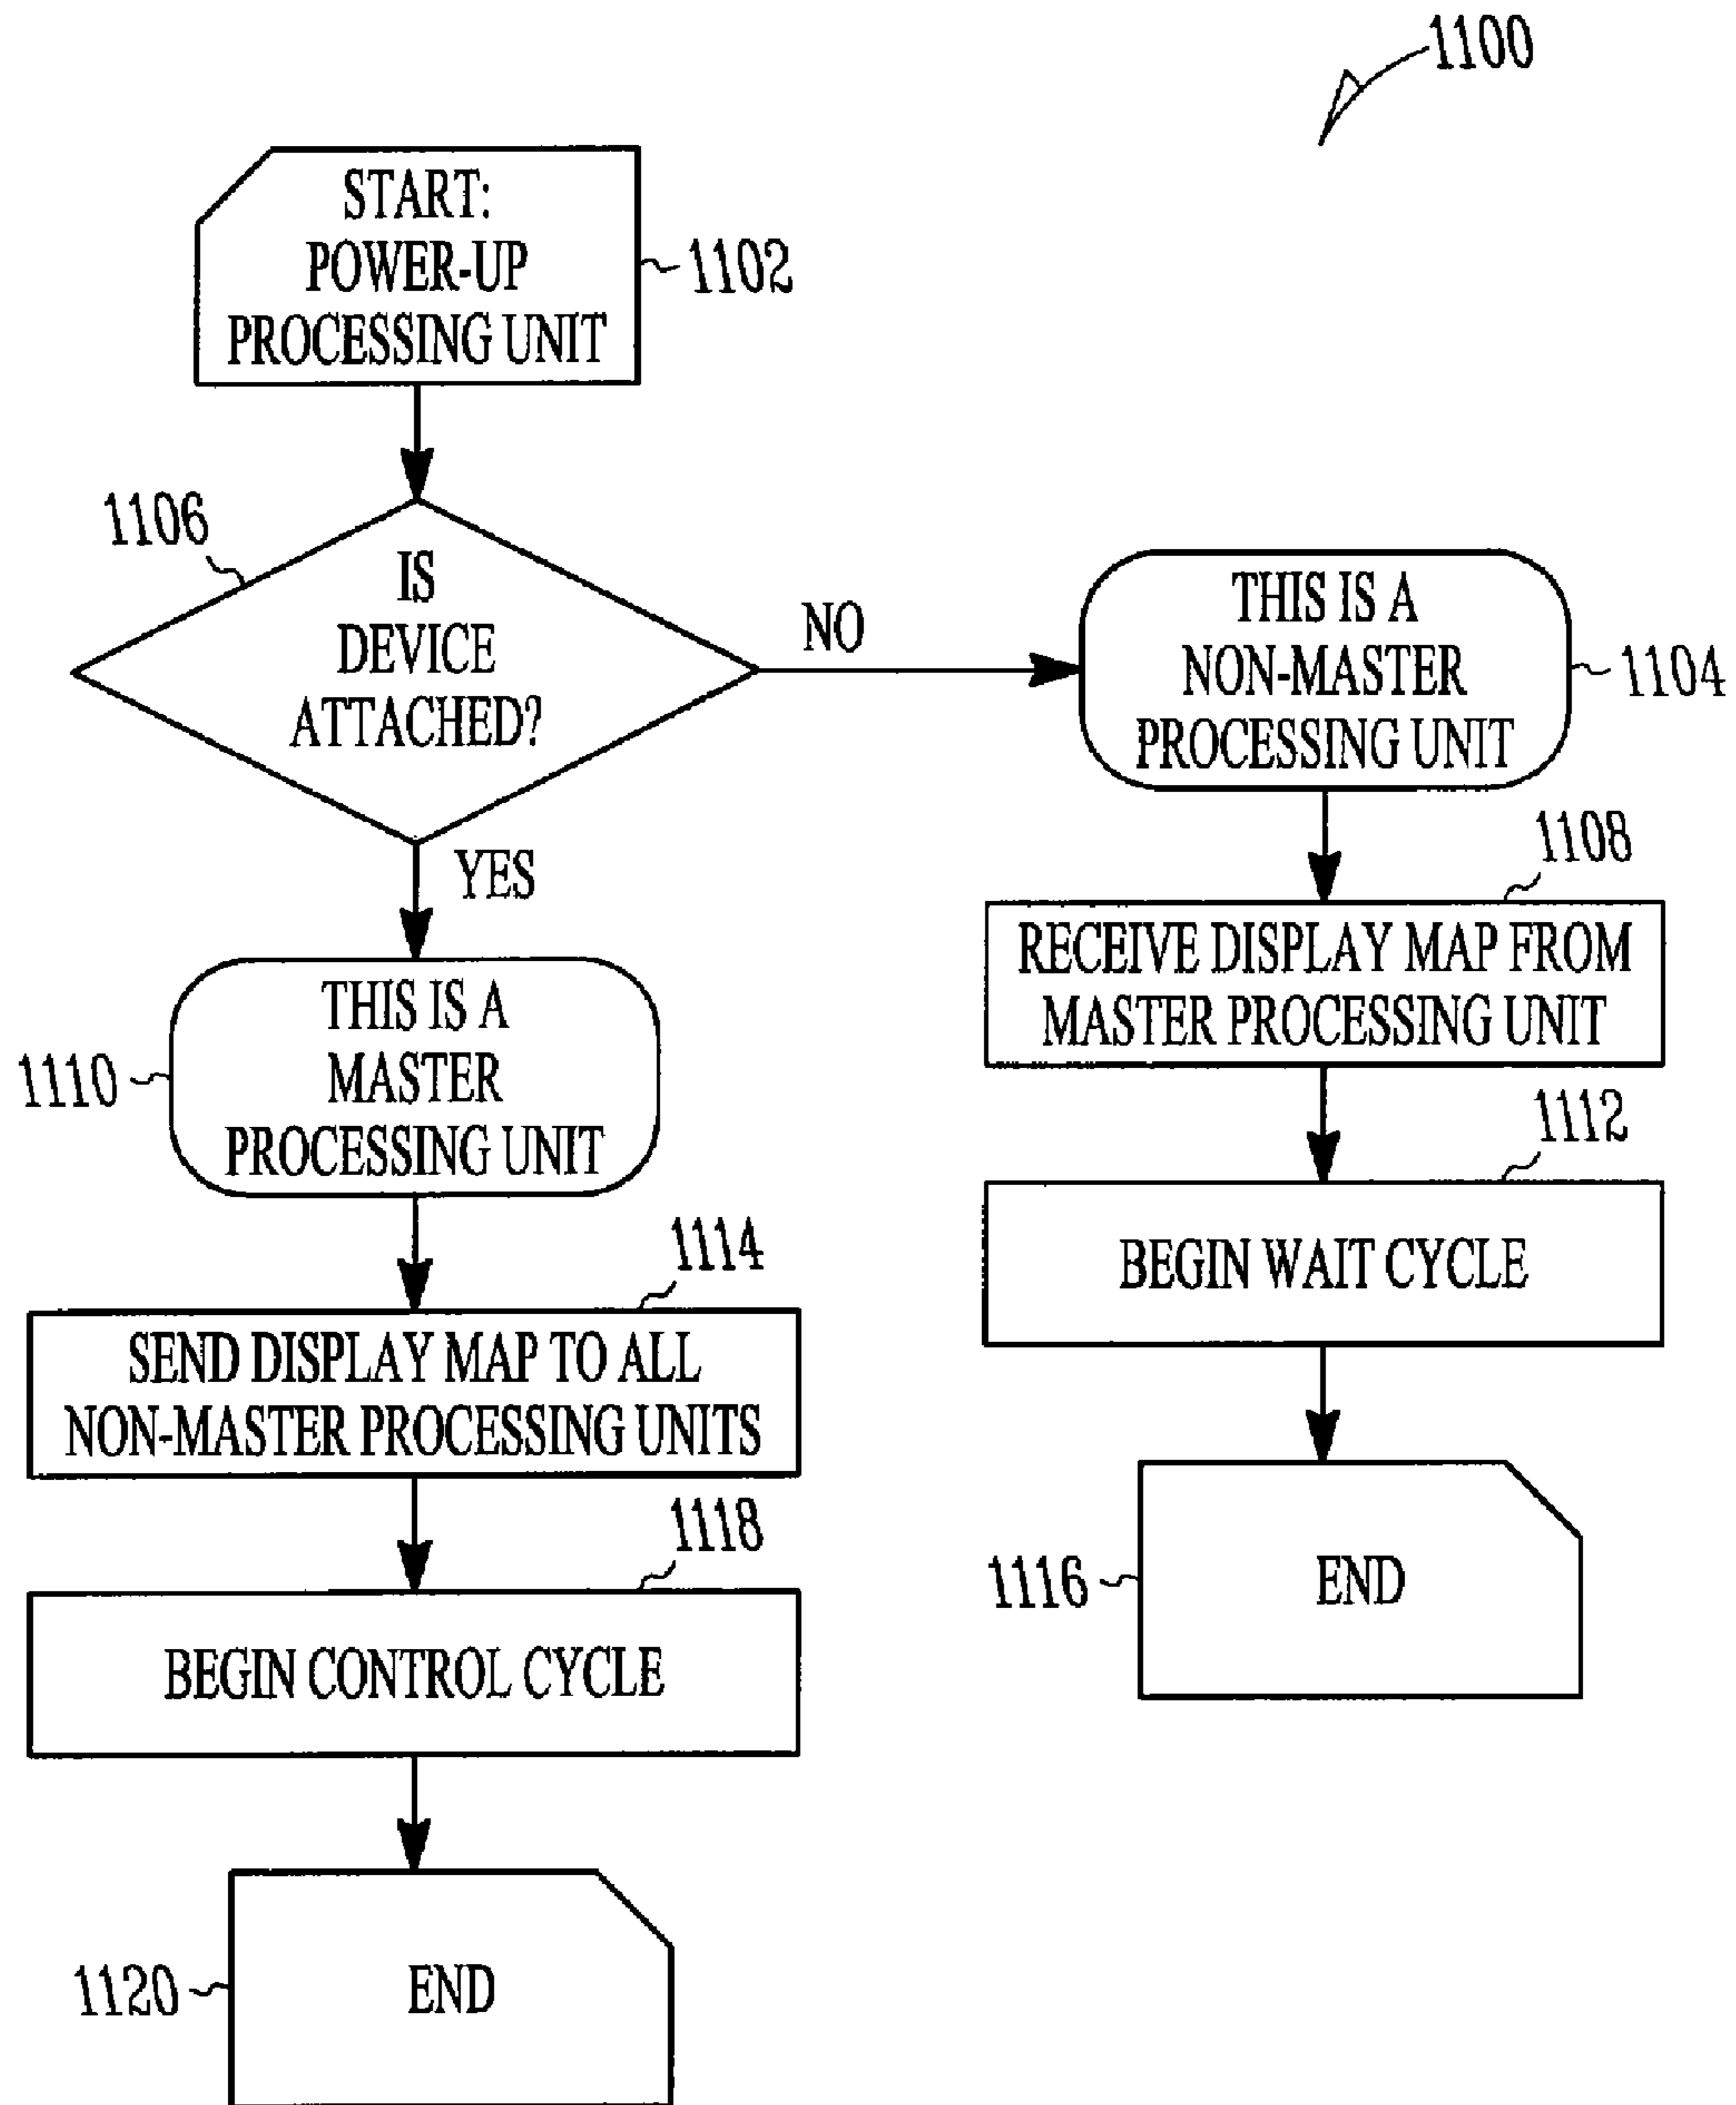 1100
START:
POWER-UP
PROCESSING UNIT
1102
1106
IS
DEVICE
ATTACHED?
NO
THIS IS A
NON-MASTER
PROCESSING UNIT
1104
YES
1108
RECEIVE DISPLAY MAP FROM
MASTER PROCESSING UNIT
THIS IS A
MASTER
PROCESSING UNIT
1110
1112
BEGIN WAIT CYCLE
1114
SEND DISPLAY MAP TO ALL
NON-MASTER PROCESSING UNITS
1116
END
1118
BEGIN CONTROL CYCLE
1120
END